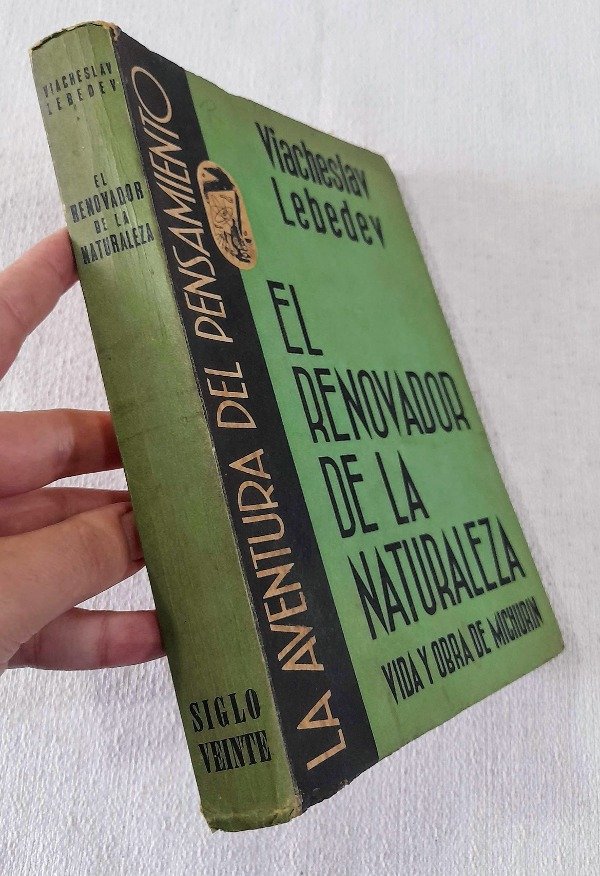 VIACHESLAV
LEBEDEV
EL
RENOVADOR
DE LA
NATURALEZA
SIGLO
VEINTE
LA AVENTURA DEL PENSAMIENTO
Viacheslav
Lebedev
EL
RENOVADOR
DE LA
NATURALEZA
VIDA Y OBRA DE MICHURIN